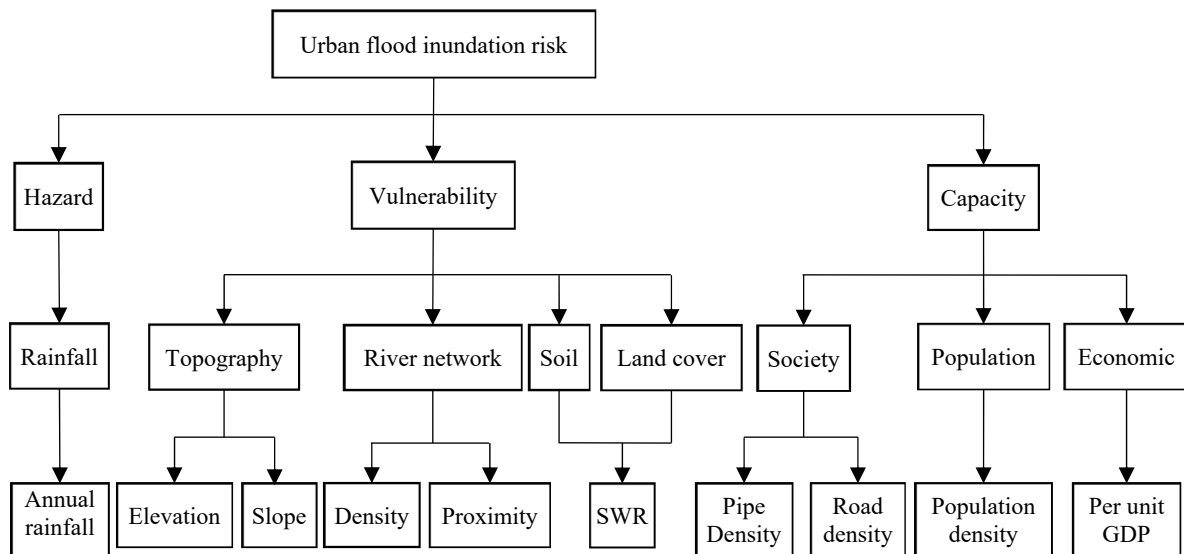 Urban flood inundation risk
Hazard
Vulnerability
Capacity
Rainfall
Topography
River network
Soil
Land cover
Society
Population
Economic
Annual
rainfall
Elevation
Slope
Density
Proximity
SWR
Pipe
Density
Road
density
Population
density
Per unit
GDP